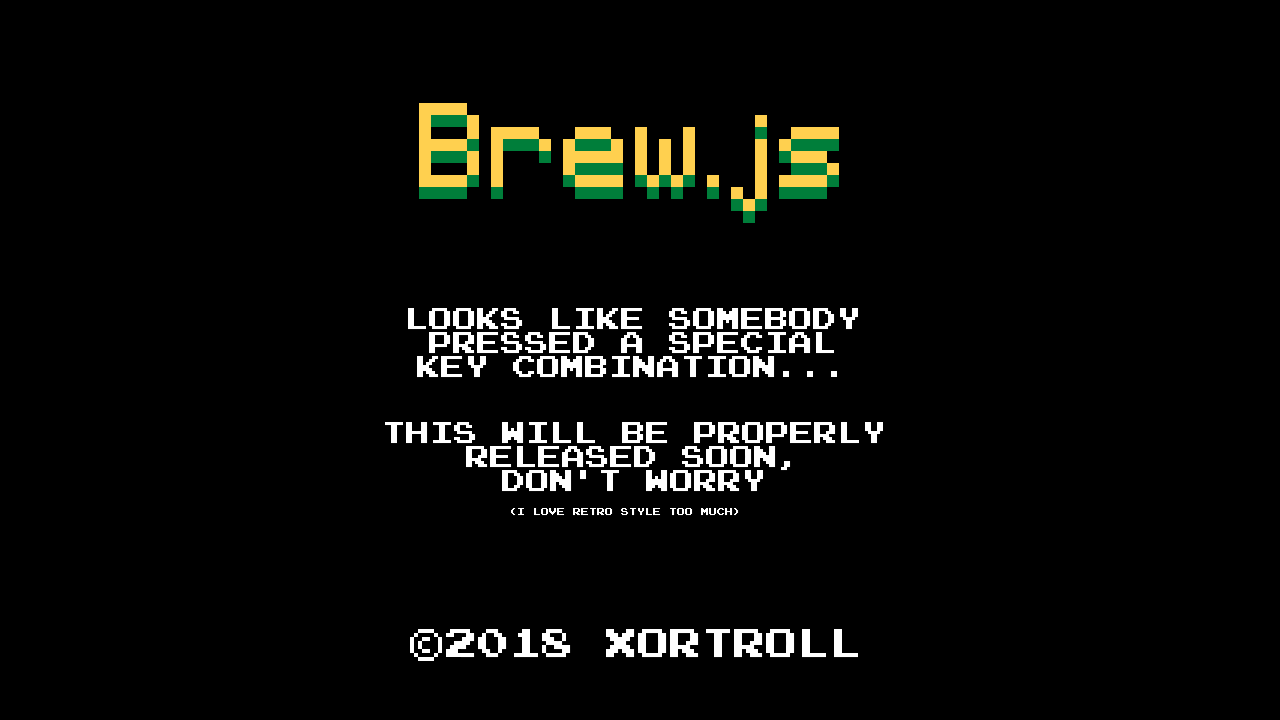 Brew.js
LOOKS LIKE SOMEBODY
PRESSED A SPECIAL
KEY COMBINATION...
THIS WILL BE PROPERLY
RELEASED SOON,
DON'T WORRY
(I LOVE RETRO STYLE TOO MUCH)
©2018 XORTROLL